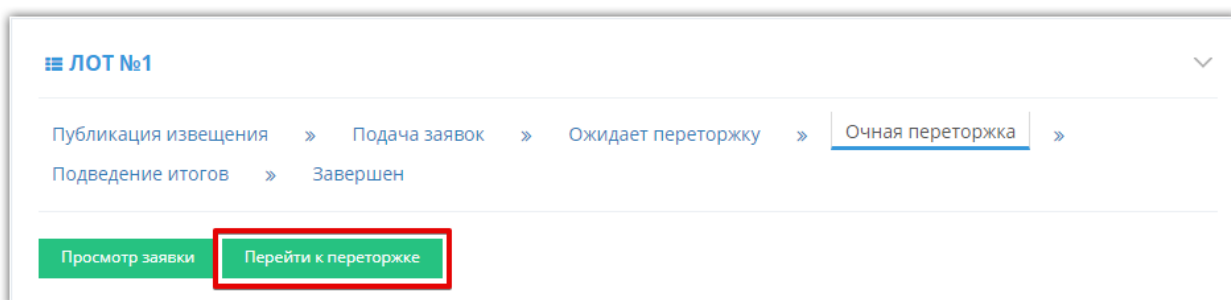 ЛОТ №1
Публикация извещения » Подача заявок » Ожидает переторжку » Очная переторжка »
Подведение итогов » Завершен
Просмотр заявки Перейти к переторжке